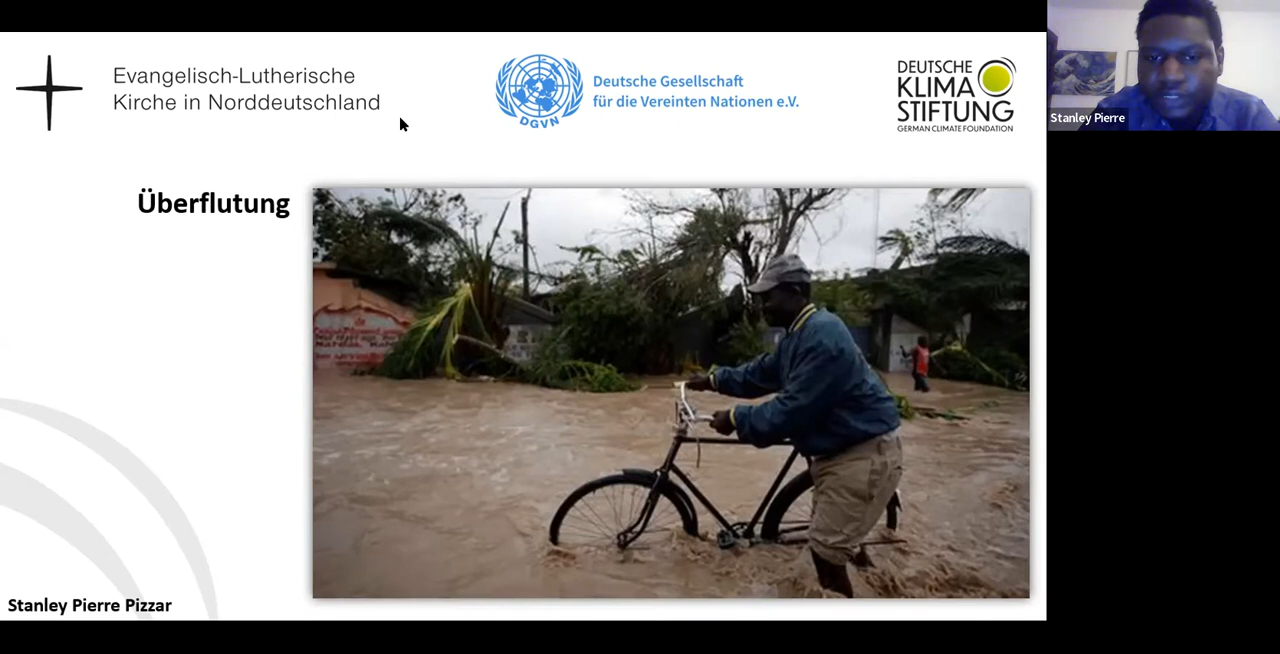 Evangelisch-Lutherische
Kirche in Norddeutschland
DGVN
Deutsche Gesellschaft
für die Vereinten Nationen e.V.
DEUTSCHE
KLIMA
STIFTUNG
GERMAN CLIMATE FOUNDATION
Stanley Pierre
Überflutung
Stanley Pierre Pizzar